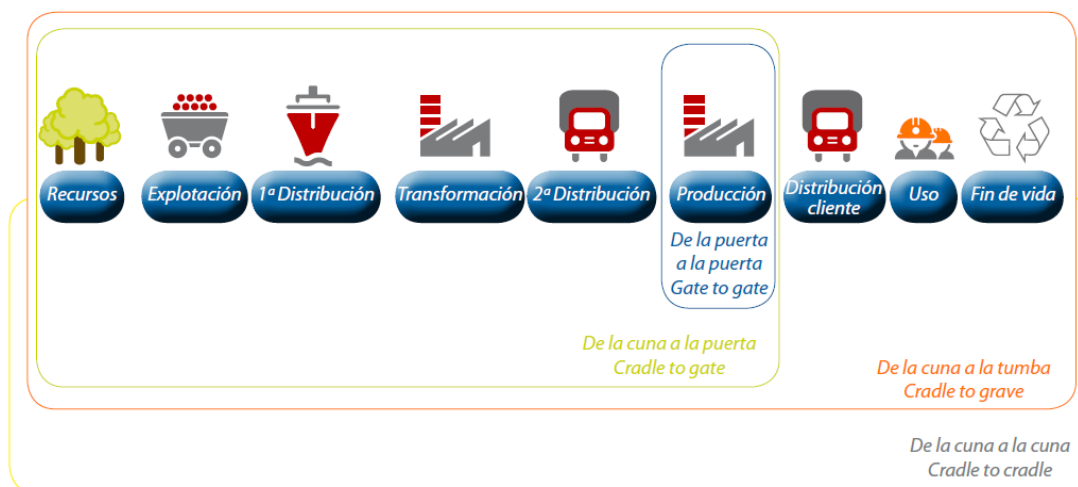 Recursos
Explotación
1ª Distribución
Transformación
2ª Distribución
Producción
Distribución
cliente
Uso
Fin de vida
De la puerta
a la puerta
Gate to gate
De la cuna a la puerta
Cradle to gate
De la cuna a la tumba
Cradle to grave
De la cuna a la cuna
Cradle to cradle